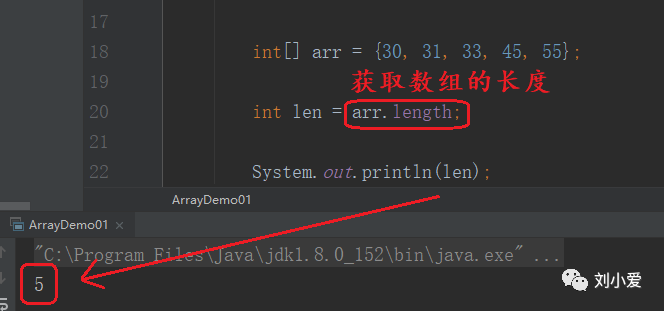 17
18 int[] arr = {30, 31, 33, 45, 55};
19 获取数组的长度
20 int len = arr.length;
21
22 System.out.println(len);
ArrayDemo01
ArrayDemo01 ×
"C:\Program Files\Java\jdk1.8.0_152\bin\java.exe" ...
5
刘小爱